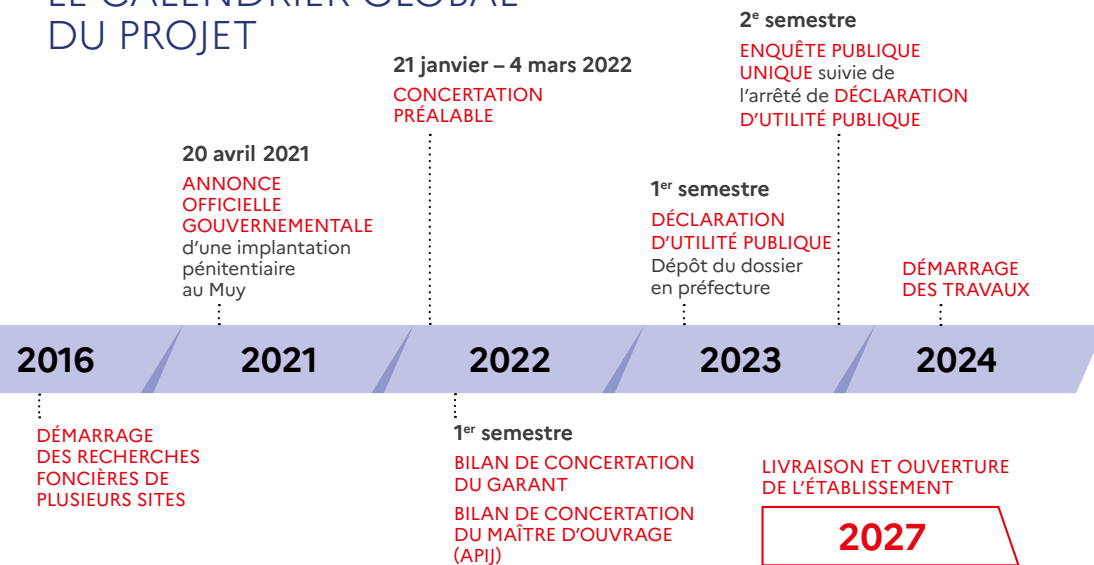 LE CALENDRIER GLOBAL
DU PROJET
20 avril 2021
ANNONCE
OFFICIELLE
GOUVERNEMENTALE
d'une implantation
pénitentiaire
au Muy
21 janvier – 4 mars 2022
CONCERTATION
PRÉALABLE
1er semestre
DÉCLARATION
D'UTILITÉ PUBLIQUE
Dépôt du dossier
en préfecture
2e semestre
ENQUÊTE PUBLIQUE
UNIQUE suivie de
l'arrêté de DÉCLARATION
D'UTILITÉ PUBLIQUE
DÉMARRAGE
DES TRAVAUX
2016
2021
2022
2023
2024
DÉMARRAGE
DES RECHERCHES
FONCIÈRES DE
PLUSIEURS SITES
1er semestre
BILAN DE CONCERTATION
DU GARANT
BILAN DE CONCERTATION
DU MAÎTRE D'OUVRAGE
(APIJ)
LIVRAISON ET OUVERTURE
DE L'ÉTABLISSEMENT
2027